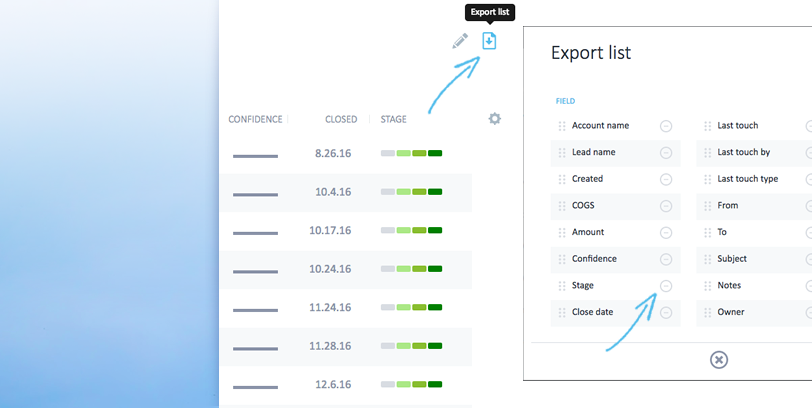 Export list
CONFIDENCE CLOSED STAGE
8.26.16
10.4.16
10.17.16
10.24.16
11.24.16
11.28.16
12.6.16
Export list
FIELD
Account name Last touch
Lead name Last touch by
Created Last touch type
COGS From
Amount To
Confidence Subject
Stage Notes
Close date Owner